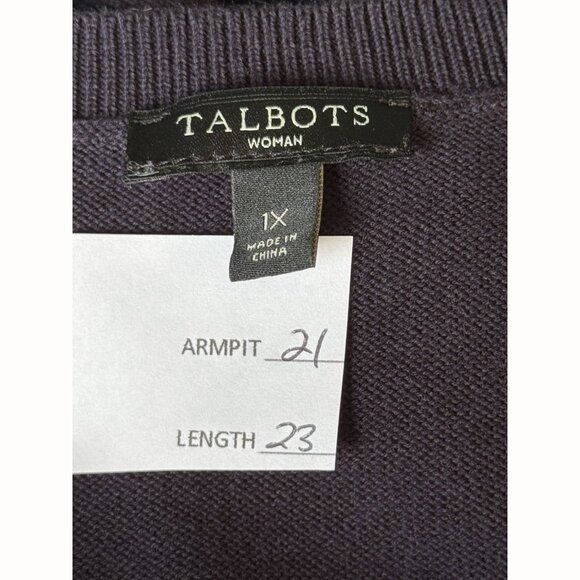 TALBOTS
WOMAN
1X
MADE IN
CHINA
ARMPIT 21
LENGTH 23